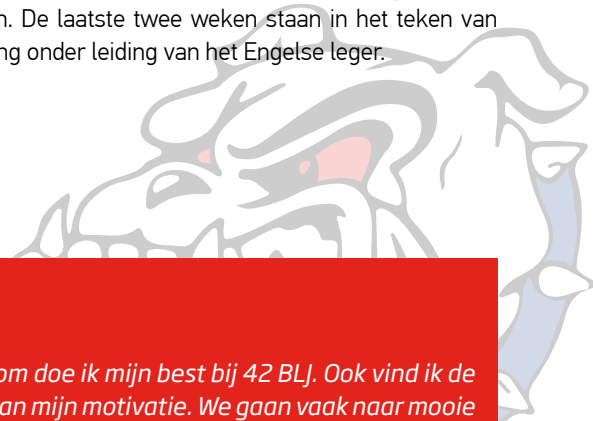 n. De laatste twee weken staan in het teken van
ng onder leiding van het Engelse leger.
om doe ik mijn best bij 42 BLJ. Ook vind ik de
an mijn motivatie. We gaan vaak naar mooie